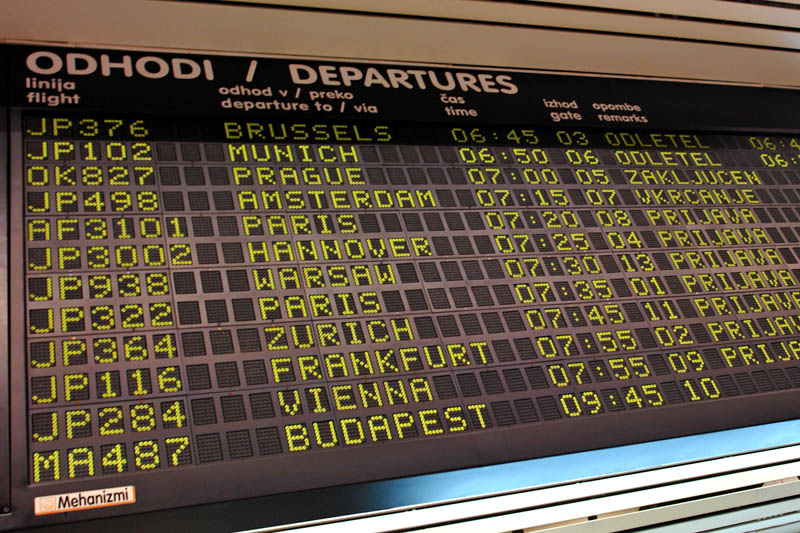 ODHODI / DEPARTURES
linija odhod v / preko čas izhod opombe
flight departure to / via time gate remarks
JP376 BRUSSELS 06:45 03 ODLETEL
JP102 MUNICH 06:50 06 ODLETEL
OK827 PRAGUE 07:00 05 ZAKLJUČEN
JP498 AMSTERDAM 07:15 07 VKRCANJE
AF3101 PARIS 07:20 08 PRIJAVA
JP3002 HANNOVER 07:25 04 PRIJAVA
JP938 WARSAW 07:30 13 PRIJAVA
JP322 PARIS 07:35 01 PRIJAVA
JP364 ZURICH 07:45 11 PRIJAVA
JP116 FRANKFURT 07:55 02 PRIJAVA
JP284 VIENNA 07:55 09 PRIJA
MA487 BUDAPEST 09:45 10
Mehanizmi